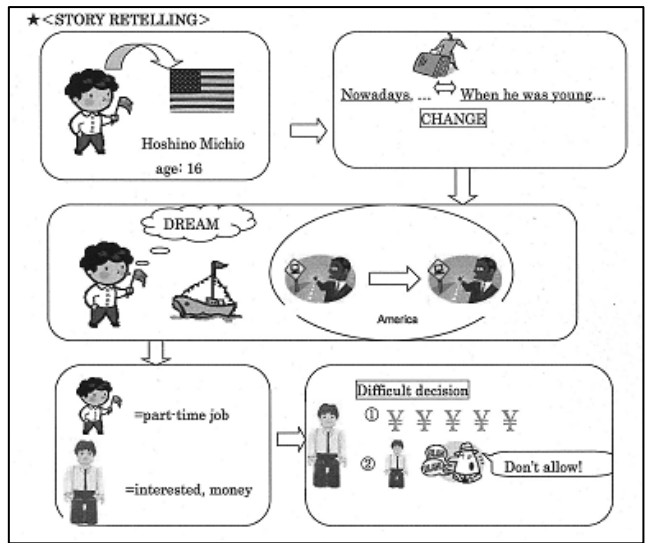 ★<STORY RETELLING>
Hoshino Michio
age: 16
Nowadays, … ⇔ When he was young…
CHANGE
DREAM
America
=part-time job
=interested, money
Difficult decision
① ¥ ¥ ¥ ¥ ¥
②
Don't allow!